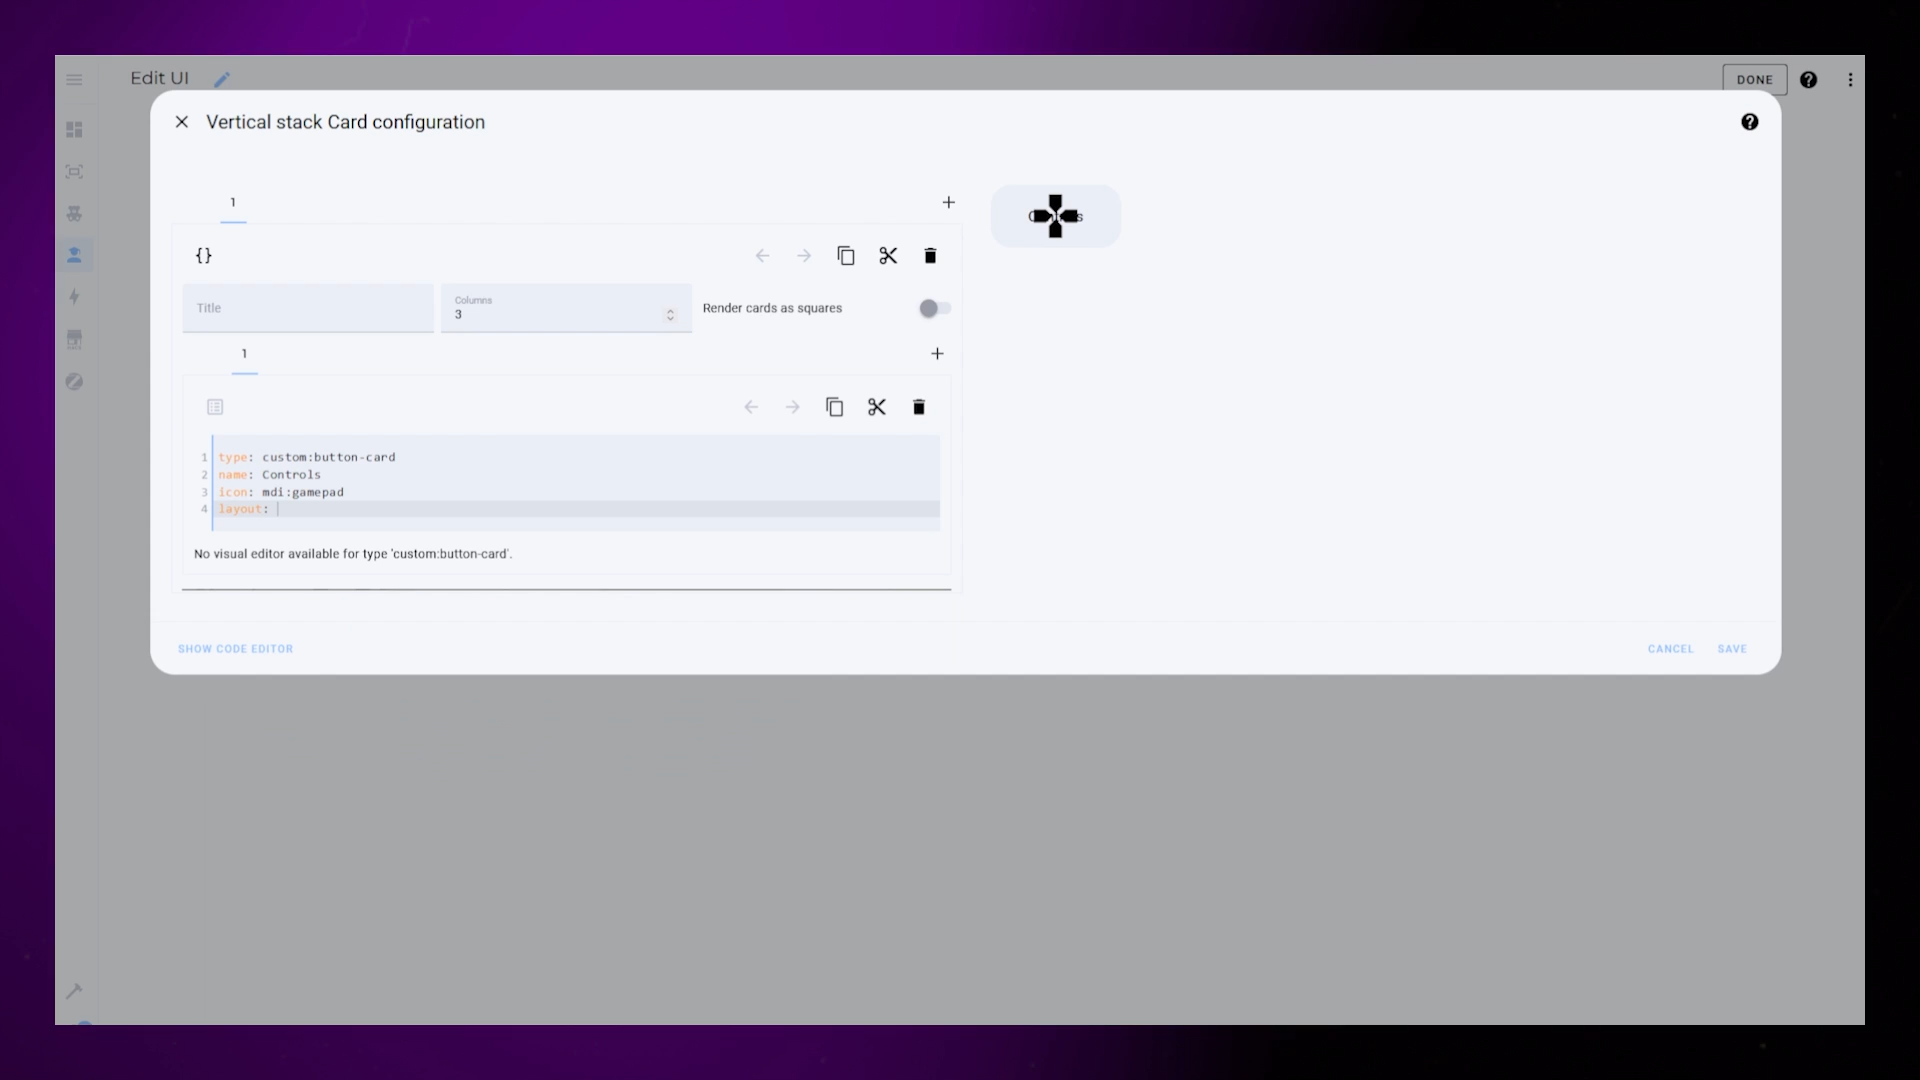 Edit UI
DONE
Vertical stack Card configuration
1
{}
Title
Columns
3
Render cards as squares
1
1 type: custom:button-card
2 name: Controls
3 icon: mdi:gamepad
4 layout:
No visual editor available for type 'custom:button-card'.
SHOW CODE EDITOR
CANCEL
SAVE